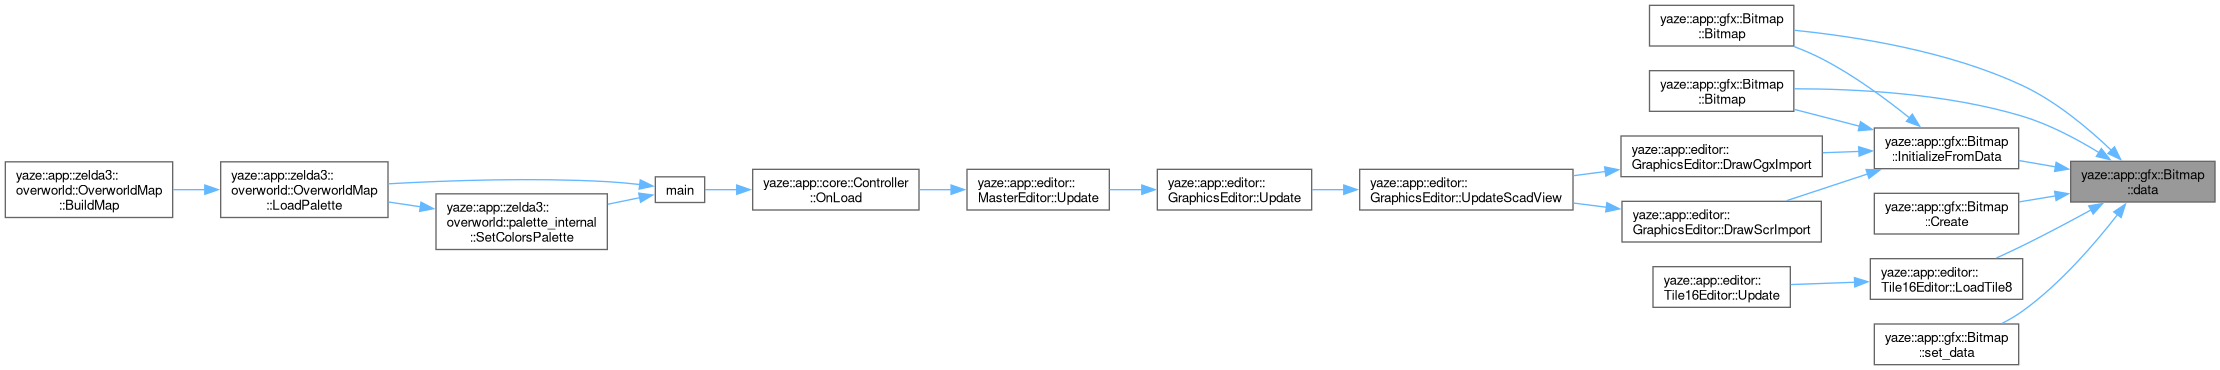 yaze::app::zelda3::
overworld::OverworldMap
::BuildMap
yaze::app::zelda3::
overworld::OverworldMap
::LoadPalette
yaze::app::zelda3::
overworld::palette_internal
::SetColorsPalette
main
yaze::app::core::Controller
::OnLoad
yaze::app::editor::
MasterEditor::Update
yaze::app::editor::
GraphicsEditor::Update
yaze::app::editor::
GraphicsEditor::UpdateScadView
yaze::app::gfx::Bitmap
::Bitmap
yaze::app::gfx::Bitmap
::Bitmap
yaze::app::editor::
GraphicsEditor::DrawCgxImport
yaze::app::editor::
GraphicsEditor::DrawScrImport
yaze::app::editor::
Tile16Editor::Update
yaze::app::gfx::Bitmap
::InitializeFromData
yaze::app::gfx::Bitmap
::Create
yaze::app::editor::
Tile16Editor::LoadTile8
yaze::app::gfx::Bitmap
::set_data
yaze::app::gfx::Bitmap
::data